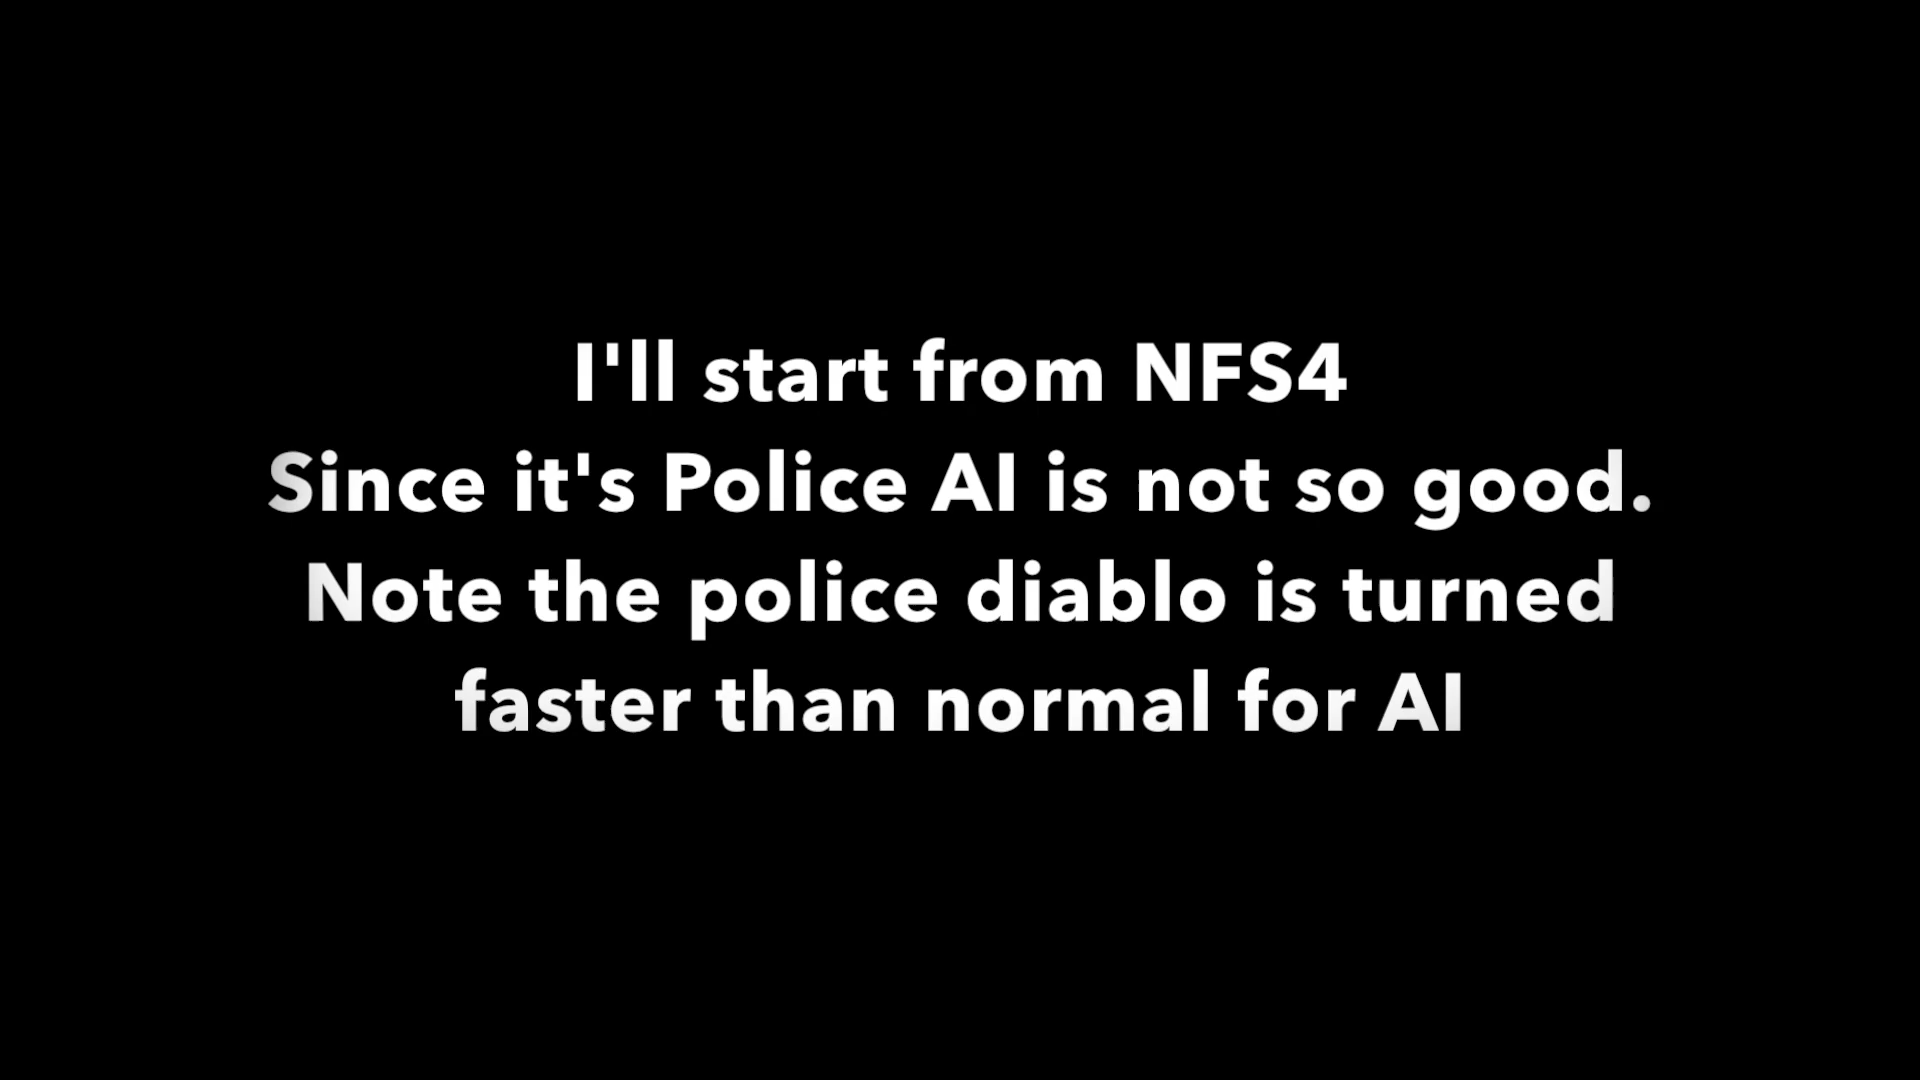 I'll start from NFS4
Since it's Police AI is not so good.
Note the police diablo is turned
faster than normal for AI